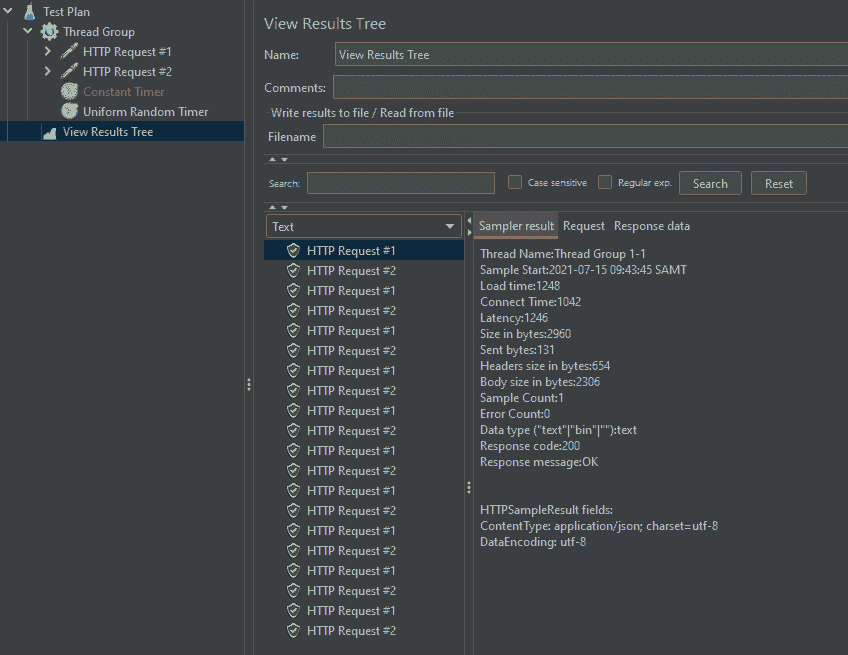 Test Plan
Thread Group
HTTP Request #1
HTTP Request #2
Constant Timer
Uniform Random Timer
View Results Tree
View Results Tree
Name: View Results Tree
Comments:
Write results to file / Read from file
Filename
Search: Case sensitive Regular exp. Search Reset
Text
HTTP Request #1
HTTP Request #2
HTTP Request #1
HTTP Request #2
HTTP Request #1
HTTP Request #2
HTTP Request #1
HTTP Request #2
HTTP Request #1
HTTP Request #2
HTTP Request #1
HTTP Request #2
HTTP Request #1
HTTP Request #2
HTTP Request #1
HTTP Request #2
HTTP Request #1
HTTP Request #2
HTTP Request #1
HTTP Request #2
Sampler result Request Response data
Thread Name:Thread Group 1-1
Sample Start:2021-07-15 09:43:45 SAMT
Load time:1248
Connect Time:1042
Latency:1246
Size in bytes:2960
Sent bytes:131
Headers size in bytes:654
Body size in bytes:2306
Sample Count:1
Error Count:0
Data type ("text"|"bin"|""):text
Response code:200
Response message:OK
HTTPSampleResult fields:
ContentType: application/json; charset=utf-8
DataEncoding: utf-8